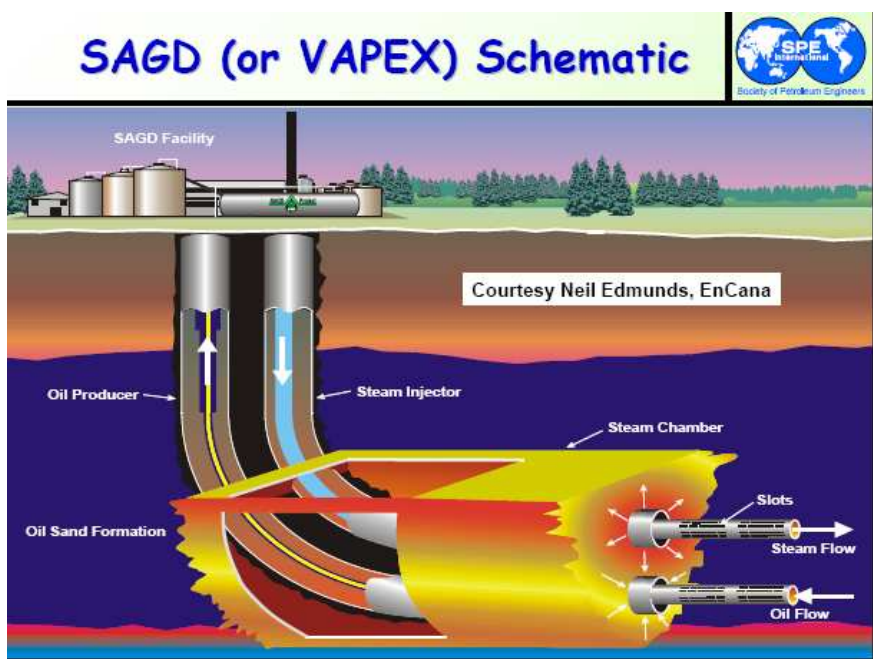 SAGD (or VAPEX) Schematic
SPE
International
Society of Petroleum Engineers
SAGD Facility
Courtesy Neil Edmunds, EnCana
Oil Producer
Steam Injector
Steam Chamber
Slots
Oil Sand Formation
Steam Flow
Oil Flow